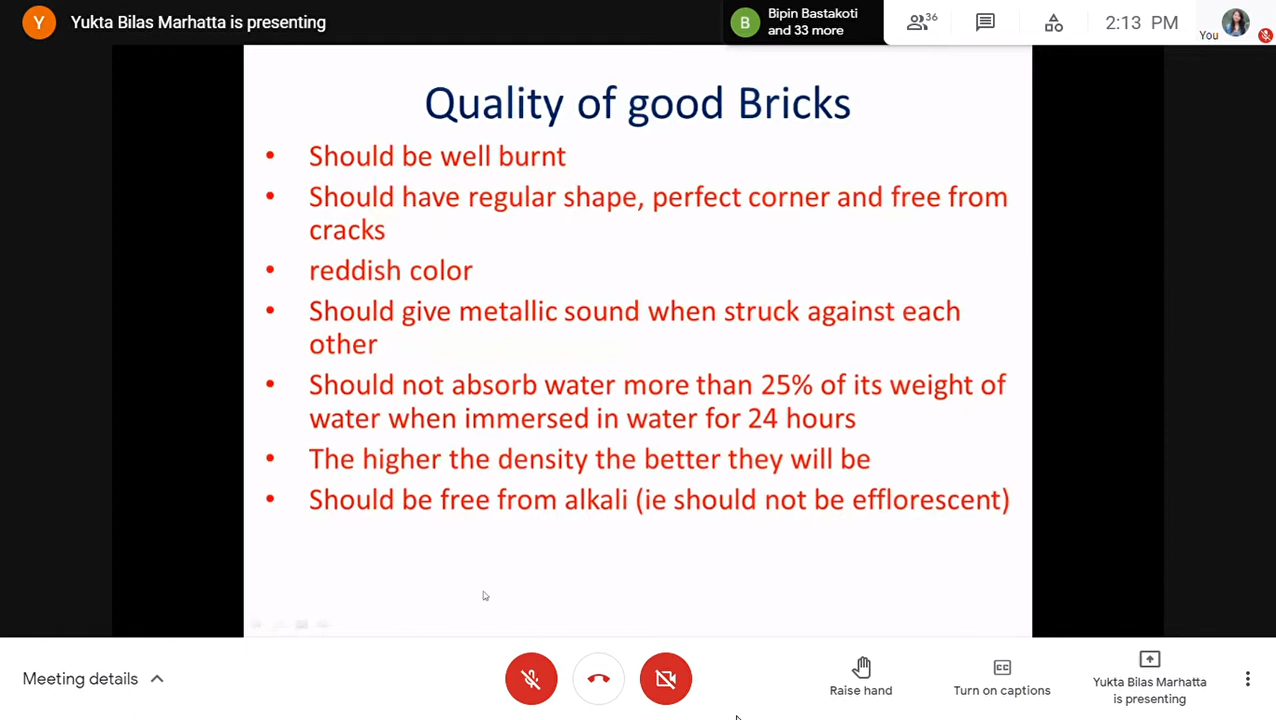 Y
Yukta Bilas Marhatta is presenting
B
Bipin Bastakoti
and 33 more
36
2:13 PM
You
Quality of good Bricks
• Should be well burnt
• Should have regular shape, perfect corner and free from
cracks
• reddish color
• Should give metallic sound when struck against each
other
• Should not absorb water more than 25% of its weight of
water when immersed in water for 24 hours
• The higher the density the better they will be
• Should be free from alkali (ie should not be efflorescent)
Meeting details
Raise hand
CC
Turn on captions
Yukta Bilas Marhatta
is presenting